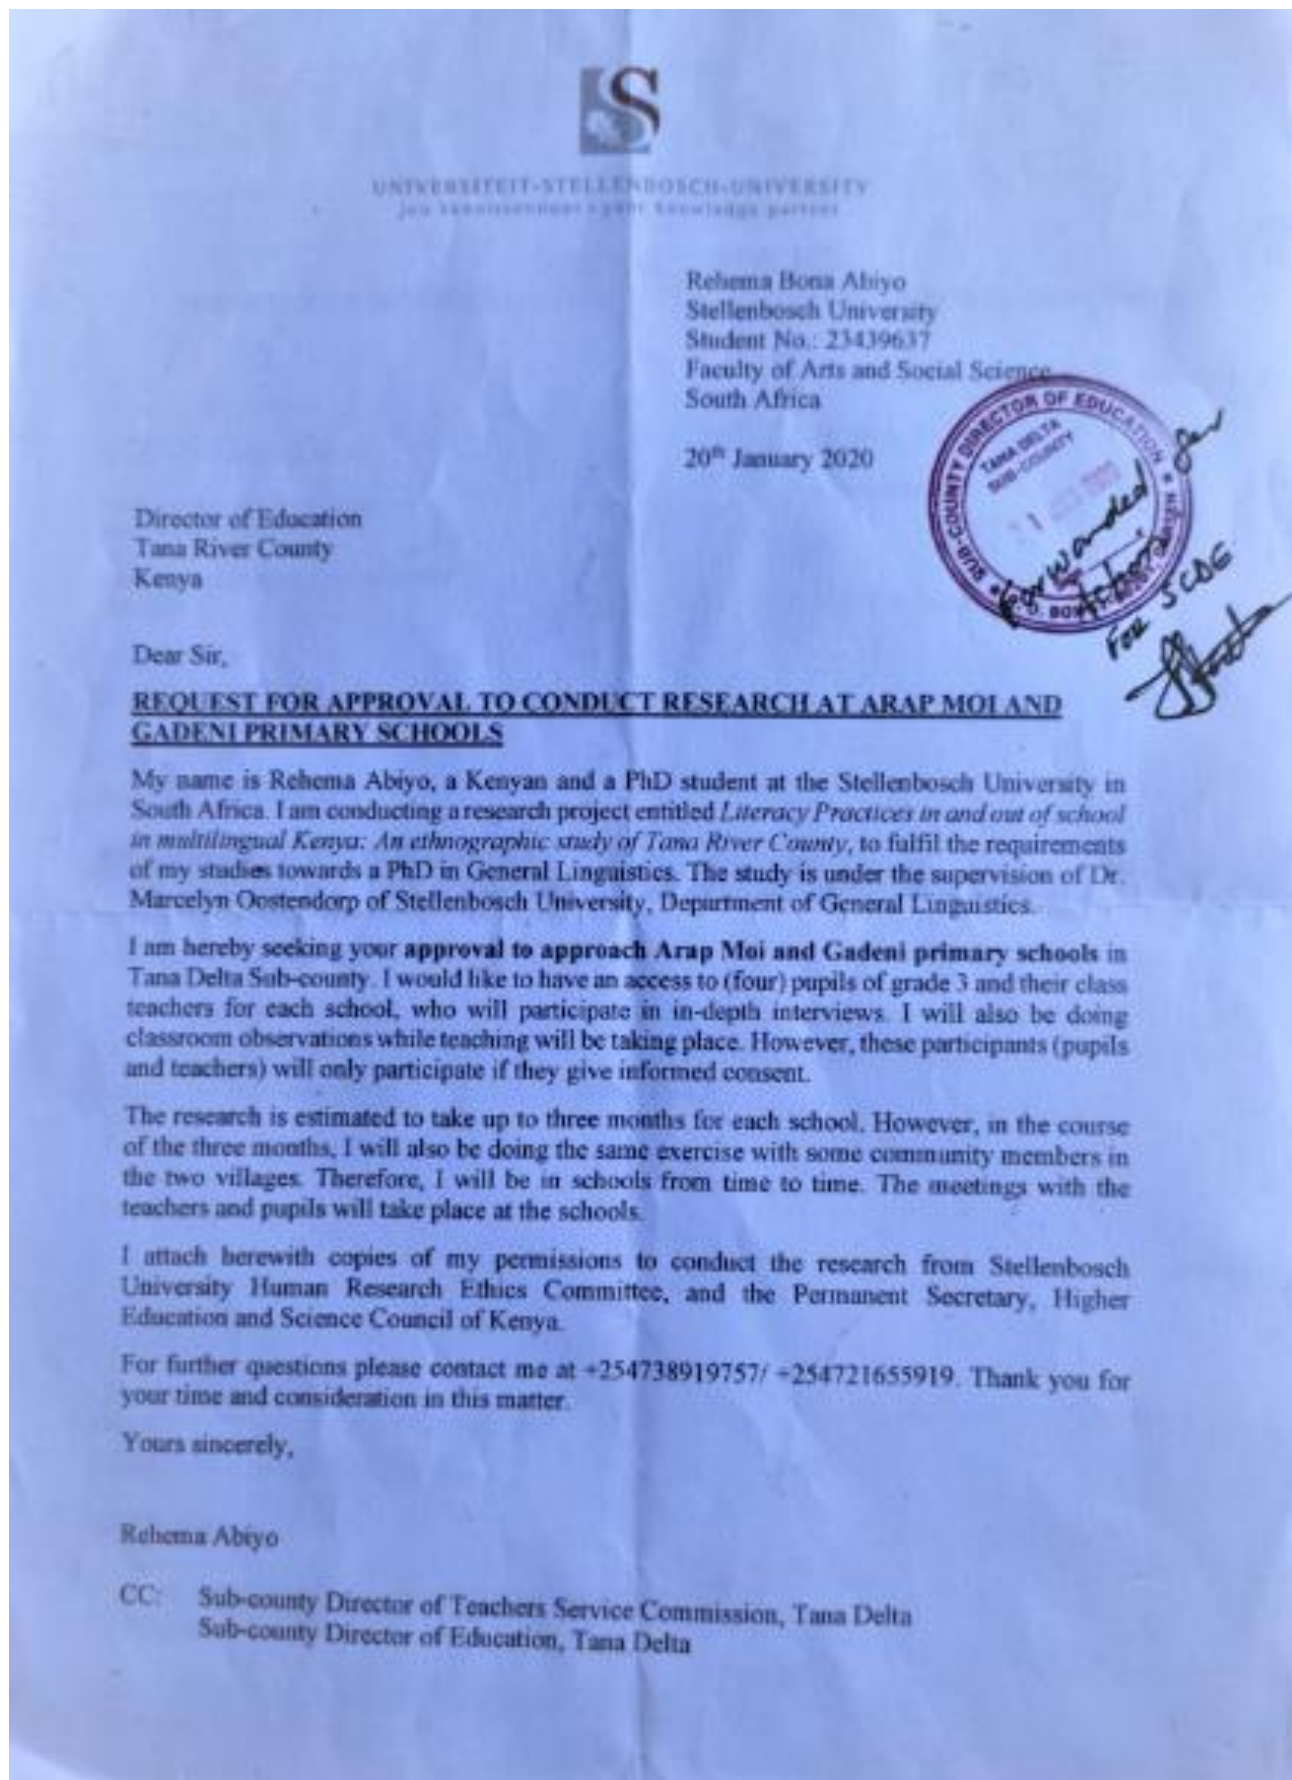 S
UNIVERSITEIT-STELLENBOSCH-UNIVERSITY
jou kennisvennoot • your knowledge partner
Rehema Bona Abiyo
Stellenbosch University
Student No.: 23439637
Faculty of Arts and Social Science
South Africa
20th January 2020
SUB-COUNTY DIRECTOR OF EDUCATION
TANA DELTA
SUB-COUNTY
Forwarded
For SCDE
Director of Education
Tana River County
Kenya
Dear Sir,
REQUEST FOR APPROVAL TO CONDUCT RESEARCH AT ARAP MOI AND
GADENI PRIMARY SCHOOLS
My name is Rehema Abiyo, a Kenyan and a PhD student at the Stellenbosch University in
South Africa. I am conducting a research project entitled Literacy Practices in and out of school
in multilingual Kenya: An ethnographic study of Tana River County, to fulfil the requirements
of my studies towards a PhD in General Linguistics. The study is under the supervision of Dr.
Marcelyn Oostendorp of Stellenbosch University, Department of General Linguistics.
I am hereby seeking your approval to approach Arap Moi and Gadeni primary schools in
Tana Delta Sub-county. I would like to have an access to (four) pupils of grade 3 and their class
teachers for each school, who will participate in in-depth interviews. I will also be doing
classroom observations while teaching will be taking place. However, these participants (pupils
and teachers) will only participate if they give informed consent.
The research is estimated to take up to three months for each school. However, in the course
of the three months, I will also be doing the same exercise with some community members in
the two villages. Therefore, I will be in schools from time to time. The meetings with the
teachers and pupils will take place at the schools.
I attach herewith copies of my permissions to conduct the research from Stellenbosch
University Human Research Ethics Committee, and the Permanent Secretary, Higher
Education and Science Council of Kenya.
For further questions please contact me at +254738919757/ +254721655919. Thank you for
your time and consideration in this matter.
Yours sincerely,
Rehema Abiyo
CC: Sub-county Director of Teachers Service Commission, Tana Delta
Sub-county Director of Education, Tana Delta